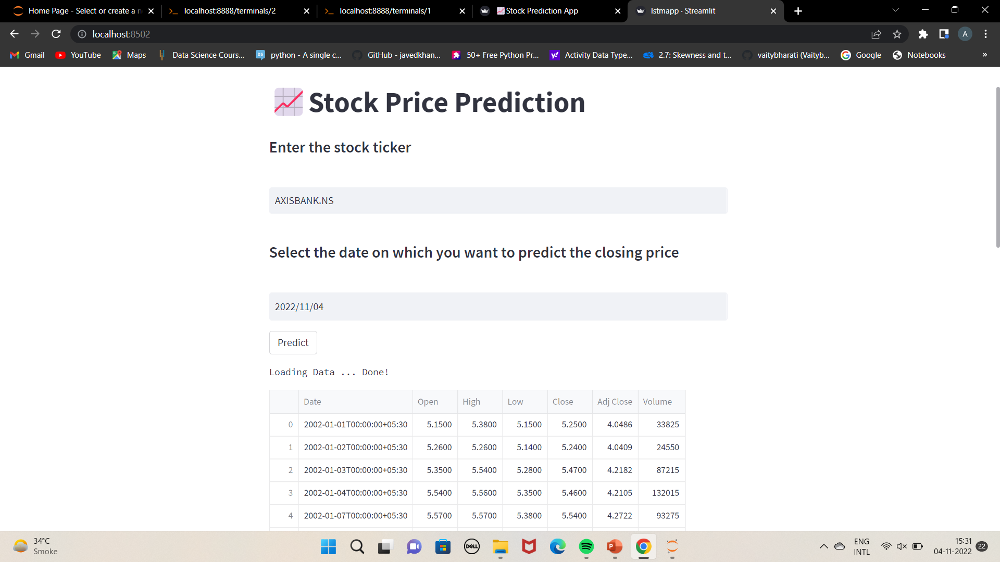 Home Page - Select or create a n
localhost:8888/terminals/2
localhost:8888/terminals/1
Stock Prediction App
lstmapp · Streamlit
localhost:8502
A
Gmail
YouTube
Maps
Data Science Cours...
DS
python - A single c...
GitHub - javedkhan...
50+ Free Python Pr...
y!
Activity Data Type...
2.7: Skewness and t...
vaitybharati (Vaityb...
Google
Notebooks
»
Stock Price Prediction
Enter the stock ticker
AXISBANK.NS
Select the date on which you want to predict the closing price
2022/11/04
Predict
Loading Data ... Done!
Date Open High Low Close Adj Close Volume
0 2002-01-01T00:00:00+05:30 5.1500 5.3800 5.1500 5.2500 4.0486 33825
1 2002-01-02T00:00:00+05:30 5.2600 5.2600 5.1400 5.2400 4.0409 24550
2 2002-01-03T00:00:00+05:30 5.3500 5.5400 5.2800 5.4700 4.2182 87215
3 2002-01-04T00:00:00+05:30 5.5400 5.5600 5.3500 5.4600 4.2105 132015
4 2002-01-07T00:00:00+05:30 5.5700 5.5700 5.3800 5.5400 4.2722 93275
34°C
Smoke
DELL
P
ENG
INTL
15:31
04-11-2022
22